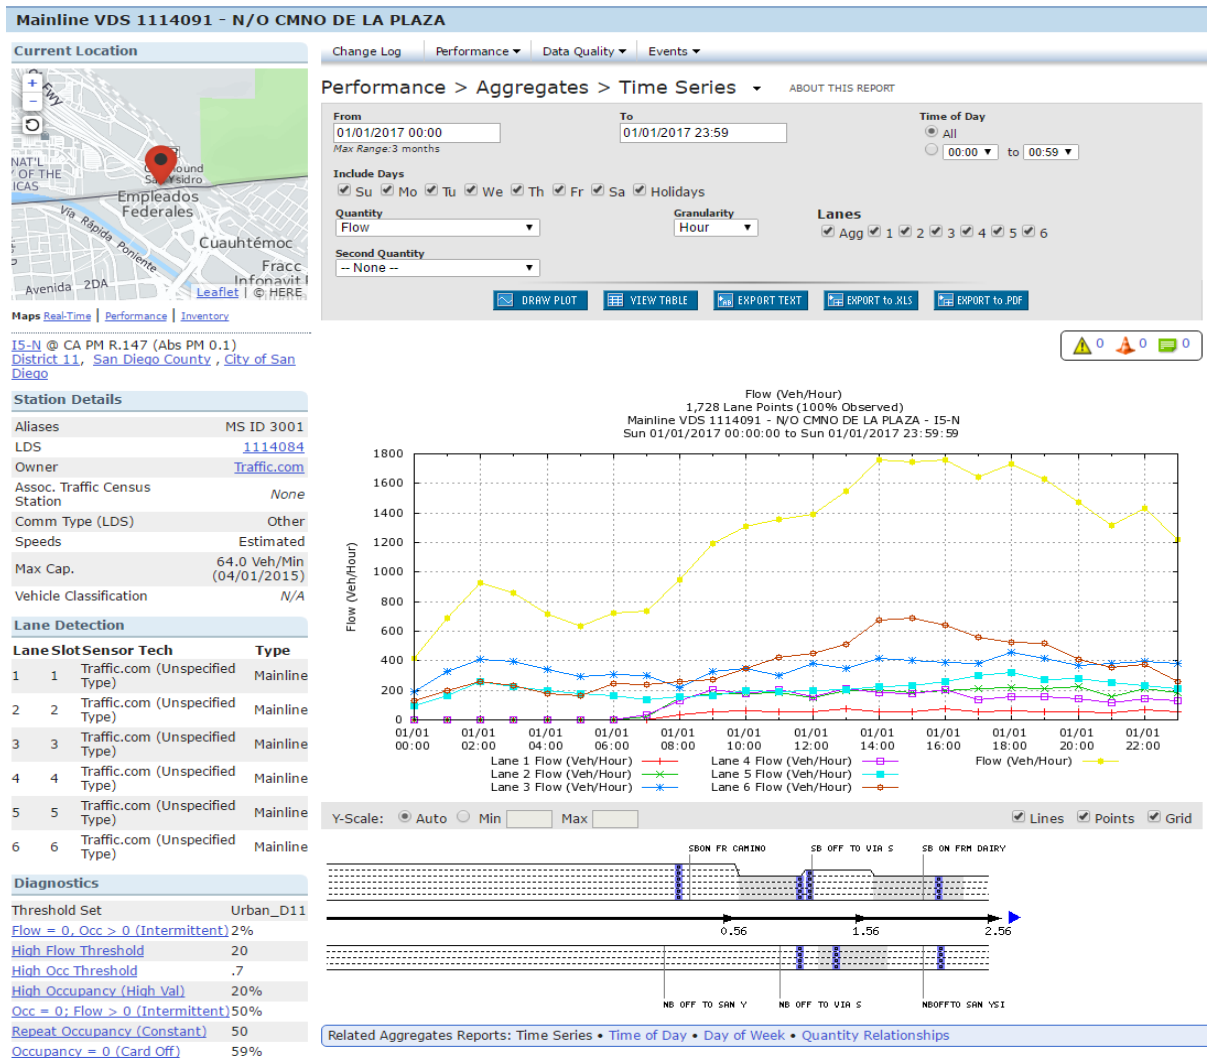 Mainline VDS 1114091 - N/O CMNO DE LA PLAZA
Current Location
+
-
Fwy
NAT'L
OF THE
ICAS
ound
Sa Ysidro
Empleados
Federales
Vía Rápida Poniente
Cuauhtémoc
Fracc
Infonavit
Avenida 2DA
Leaflet | © HERE
Maps Real-Time | Performance | Inventory
I5-N @ CA PM R.147 (Abs PM 0.1)
District 11, San Diego County , City of San
Diego
Station Details
Aliases MS ID 3001
LDS 1114084
Owner Traffic.com
Assoc. Traffic Census
Station None
Comm Type (LDS) Other
Speeds Estimated
Max Cap. 64.0 Veh/Min
(04/01/2015)
Vehicle Classification N/A
Lane Detection
Lane Slot Sensor Tech Type
1 1 Traffic.com (Unspecified
Type) Mainline
2 2 Traffic.com (Unspecified
Type) Mainline
3 3 Traffic.com (Unspecified
Type) Mainline
4 4 Traffic.com (Unspecified
Type) Mainline
5 5 Traffic.com (Unspecified
Type) Mainline
6 6 Traffic.com (Unspecified
Type) Mainline
Diagnostics
Threshold Set Urban_D11
Flow = 0, Occ > 0 (Intermittent) 2%
High Flow Threshold 20
High Occ Threshold .7
High Occupancy (High Val) 20%
Occ = 0; Flow > 0 (Intermittent) 50%
Repeat Occupancy (Constant) 50
Occupancy = 0 (Card Off) 59%
Change Log Performance Data Quality Events
Performance > Aggregates > Time Series ABOUT THIS REPORT
From To Time of Day
01/01/2017 00:00 01/01/2017 23:59 All
Max Range:3 months 00:00 to 00:59
Include Days
Su Mo Tu We Th Fr Sa Holidays
Quantity Granularity Lanes
Flow Hour Agg 1 2 3 4 5 6
Second Quantity
-- None --
DRAW PLOT VIEW TABLE EXPORT TEXT EXPORT to .XLS EXPORT to .PDF
0 0 0
Flow (Veh/Hour)
1,728 Lane Points (100% Observed)
Mainline VDS 1114091 - N/O CMNO DE LA PLAZA - I5-N
Sun 01/01/2017 00:00:00 to Sun 01/01/2017 23:59:59
Flow (Veh/Hour)
1800
1600
1400
1200
1000
800
600
400
200
0
01/01 01/01 01/01 01/01 01/01 01/01 01/01 01/01 01/01 01/01 01/01 01/01
00:00 02:00 04:00 06:00 08:00 10:00 12:00 14:00 16:00 18:00 20:00 22:00
Lane 1 Flow (Veh/Hour) Lane 4 Flow (Veh/Hour) Flow (Veh/Hour)
Lane 2 Flow (Veh/Hour) Lane 5 Flow (Veh/Hour)
Lane 3 Flow (Veh/Hour) Lane 6 Flow (Veh/Hour)
Y-Scale: Auto Min Max Lines Points Grid
SBON FR CAMINO SB OFF TO VIA S SB ON FRM DAIRY
0.56 1.56 2.56
NB OFF TO SAN Y NB OFF TO VIA S NBOFFTO SAN YSI
Related Aggregates Reports: Time Series • Time of Day • Day of Week • Quantity Relationships